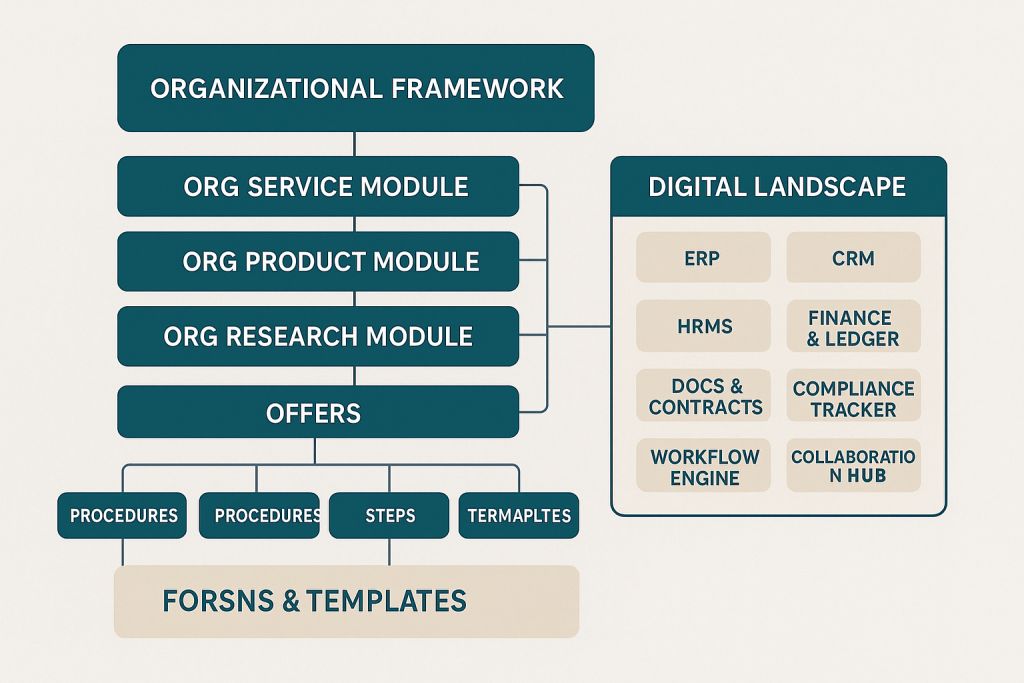 ORGANIZATIONAL FRAMEWORK
ORG SERVICE MODULE
ORG PRODUCT MODULE
ORG RESEARCH MODULE
OFFERS
PROCEDURES
PROCEDURES
STEPS
TERMAPLTES
FORSNS & TEMPLATES
DIGITAL LANDSCAPE
ERP
CRM
HRMS
FINANCE
& LEDGER
DOCS &
CONTRACTS
COMPLIANCE
TRACKER
WORKFLOW
ENGINE
COLLABORATIO
N HUB